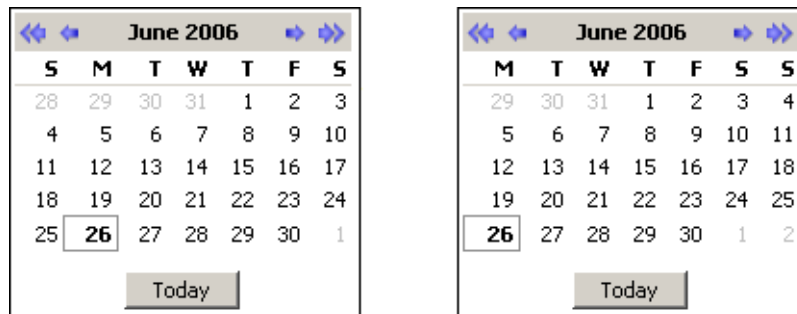 June 2006
S M T W T F S
28 29 30 31 1 2 3
4 5 6 7 8 9 10
11 12 13 14 15 16 17
18 19 20 21 22 23 24
25 26 27 28 29 30 1
Today
June 2006
M T W T F S S
29 30 31 1 2 3 4
5 6 7 8 9 10 11
12 13 14 15 16 17 18
19 20 21 22 23 24 25
26 27 28 29 30 1 2
Today